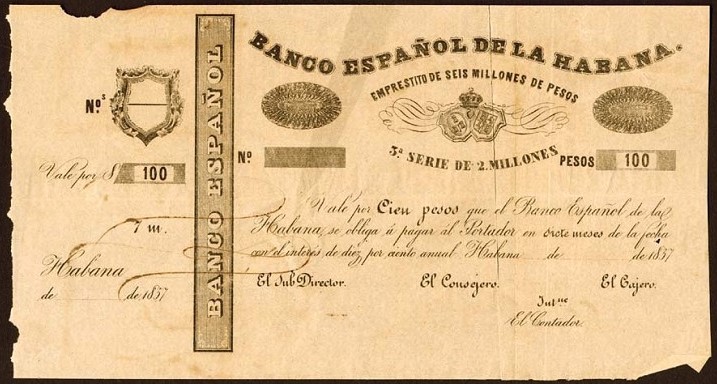 BANCO ESPAÑOL DE LA HABANA.
EMPRESTITO DE SEIS MILLONES DE PESOS
3ª SERIE DE 2. MILLONES
Nºˢ
Vale por $ 100
7 m.
Habana
de de 1857
BANCO ESPAÑOL
Nº
PESOS 100
Vale por Cien pesos que el Banco Español de la
Habana, se obliga á pagar ál Portador en siete meses de la fecha
con el interés de diez por ciento anual Habana de de 1857
El Sub Director. El Consejero. El Cajero.
Intⁿᵒ
El Contador.